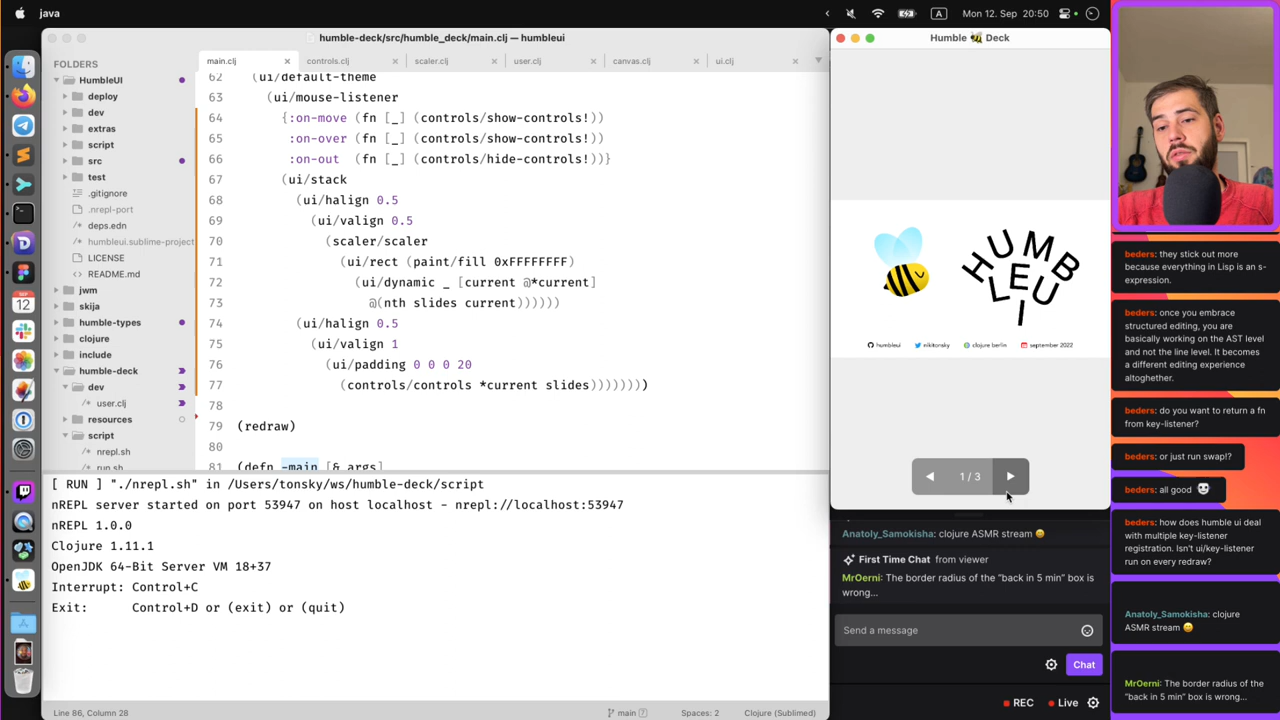 java
A
Mon 12. Sep 20:50
humble-deck/src/humble_deck/main.clj — humbleui
Humble 🐝 Deck
FOLDERS
HumbleUI
deploy
dev
extras
script
src
test
.gitignore
.nrepl-port
deps.edn
humbleui.sublime-project
LICENSE
README.md
jwm
skija
humble-types
clojure
include
humble-deck
dev
user.clj
resources
script
nrepl.sh
run.sh
main.clj
controls.clj
scaler.clj
user.clj
canvas.clj
ui.clj
62 (ui/default-theme
63 (ui/mouse-listener
64 {:on-move (fn [_] (controls/show-controls!))
65 :on-over (fn [_] (controls/show-controls!))
66 :on-out (fn [_] (controls/hide-controls!))}
67 (ui/stack
68 (ui/halign 0.5
69 (ui/valign 0.5
70 (scaler/scaler
71 (ui/rect (paint/fill 0xFFFFFFFF)
72 (ui/dynamic _ [current @*current]
73 @(nth slides current))))))
74 (ui/halign 0.5
75 (ui/valign 1
76 (ui/padding 0 0 0 20
77 (controls/controls *current slides))))))))
78
79 (redraw)
80
81 (defn -main [& args]
[ RUN ] "./nrepl.sh" in /Users/tonsky/ws/humble-deck/script
nREPL server started on port 53947 on host localhost - nrepl://localhost:53947
nREPL 1.0.0
Clojure 1.11.1
OpenJDK 64-Bit Server VM 18+37
Interrupt: Control+C
Exit: Control+D or (exit) or (quit)
Line 86, Column 28
main 7
Spaces: 2
Clojure (Sublimed)
SEP
12
HUMBLEUI
humbleui
nikitonsky
clojure berlin
september 2022
◀ 1 / 3 ▶
Anatoly_Samokisha: clojure ASMR stream 😄
First Time Chat from viewer
MrOerni: The border radius of the "back in 5 min" box is
wrong...
Send a message
Chat
REC
Live
beders: they stick out more
because everything in Lisp is an s-
expression.
beders: once you embrace
structured editing, you are
basically working on the AST level
and not the line level. It becomes
a different editing experience
altoghether.
beders: do you want to return a fn
from key-listener?
beders: or just run swap!?
beders: all good
beders: how does humble ui deal
with multiple key-listener
registration. Isn't ui/key-listener
run on every redraw?
Anatoly_Samokisha: clojure
ASMR stream 😄
MrOerni: The border radius of the
"back in 5 min" box is wrong...